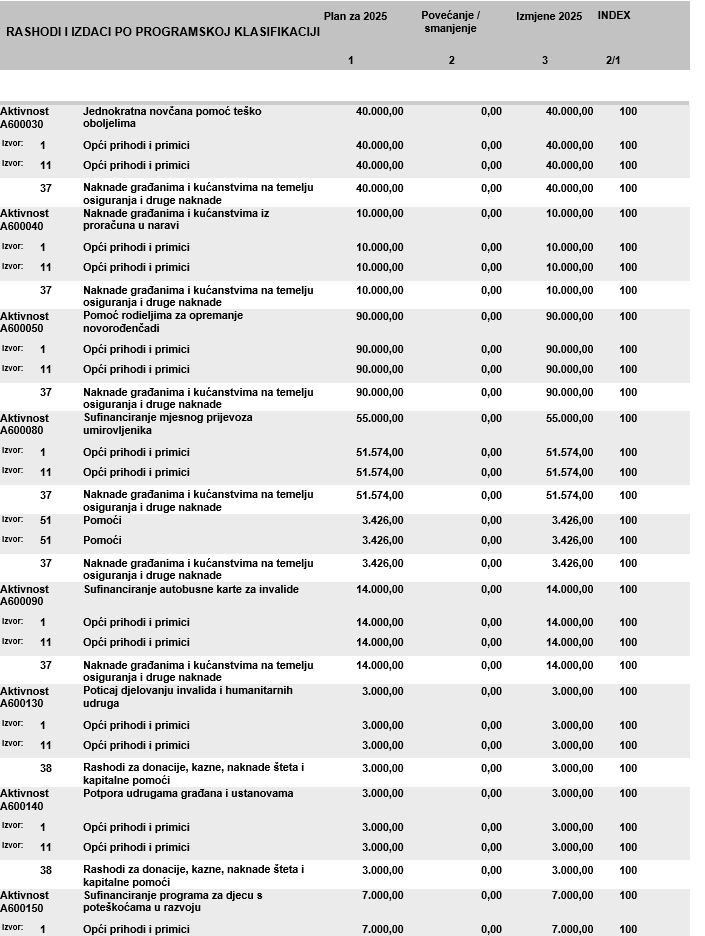 RASHODI I IZDACI PO PROGRAMSKOJ KLASIFIKACIJI Plan za 2025 Povećanje / smanjenje Izmjene 2025 INDEX
1 2 3 2/1
Aktivnost Jednokratna novčana pomoć teško 40.000,00 0,00 40.000,00 100
A600030 oboljelima
Izvor: 1 Opći prihodi i primici 40.000,00 0,00 40.000,00 100
Izvor: 11 Opći prihodi i primici 40.000,00 0,00 40.000,00 100
37 Naknade građanima i kućanstvima na temelju 40.000,00 0,00 40.000,00 100
osiguranja i druge naknade
Aktivnost Naknade građanima i kućanstvima iz 10.000,00 0,00 10.000,00 100
A600040 proračuna u naravi
Izvor: 1 Opći prihodi i primici 10.000,00 0,00 10.000,00 100
Izvor: 11 Opći prihodi i primici 10.000,00 0,00 10.000,00 100
37 Naknade građanima i kućanstvima na temelju 10.000,00 0,00 10.000,00 100
osiguranja i druge naknade
Aktivnost Pomoć rodieljima za opremanje 90.000,00 0,00 90.000,00 100
A600050 novorođenčadi
Izvor: 1 Opći prihodi i primici 90.000,00 0,00 90.000,00 100
Izvor: 11 Opći prihodi i primici 90.000,00 0,00 90.000,00 100
37 Naknade građanima i kućanstvima na temelju 90.000,00 0,00 90.000,00 100
osiguranja i druge naknade
Aktivnost Sufinanciranje mjesnog prijevoza 55.000,00 0,00 55.000,00 100
A600080 umirovljenika
Izvor: 1 Opći prihodi i primici 51.574,00 0,00 51.574,00 100
Izvor: 11 Opći prihodi i primici 51.574,00 0,00 51.574,00 100
37 Naknade građanima i kućanstvima na temelju 51.574,00 0,00 51.574,00 100
osiguranja i druge naknade
Izvor: 51 Pomoći 3.426,00 0,00 3.426,00 100
Izvor: 51 Pomoći 3.426,00 0,00 3.426,00 100
37 Naknade građanima i kućanstvima na temelju 3.426,00 0,00 3.426,00 100
osiguranja i druge naknade
Aktivnost Sufinanciranje autobusne karte za invalide 14.000,00 0,00 14.000,00 100
A600090
Izvor: 1 Opći prihodi i primici 14.000,00 0,00 14.000,00 100
Izvor: 11 Opći prihodi i primici 14.000,00 0,00 14.000,00 100
37 Naknade građanima i kućanstvima na temelju 14.000,00 0,00 14.000,00 100
osiguranja i druge naknade
Aktivnost Poticaj djelovanju invalida i humanitarnih 3.000,00 0,00 3.000,00 100
A600130 udruga
Izvor: 1 Opći prihodi i primici 3.000,00 0,00 3.000,00 100
Izvor: 11 Opći prihodi i primici 3.000,00 0,00 3.000,00 100
38 Rashodi za donacije, kazne, naknade šteta i 3.000,00 0,00 3.000,00 100
kapitalne pomoći
Aktivnost Potpora udrugama građana i ustanovama 3.000,00 0,00 3.000,00 100
A600140
Izvor: 1 Opći prihodi i primici 3.000,00 0,00 3.000,00 100
Izvor: 11 Opći prihodi i primici 3.000,00 0,00 3.000,00 100
38 Rashodi za donacije, kazne, naknade šteta i 3.000,00 0,00 3.000,00 100
kapitalne pomoći
Aktivnost Sufinanciranje programa za djecu s 7.000,00 0,00 7.000,00 100
A600150 poteškoćama u razvoju
Izvor: 1 Opći prihodi i primici 7.000,00 0,00 7.000,00 100